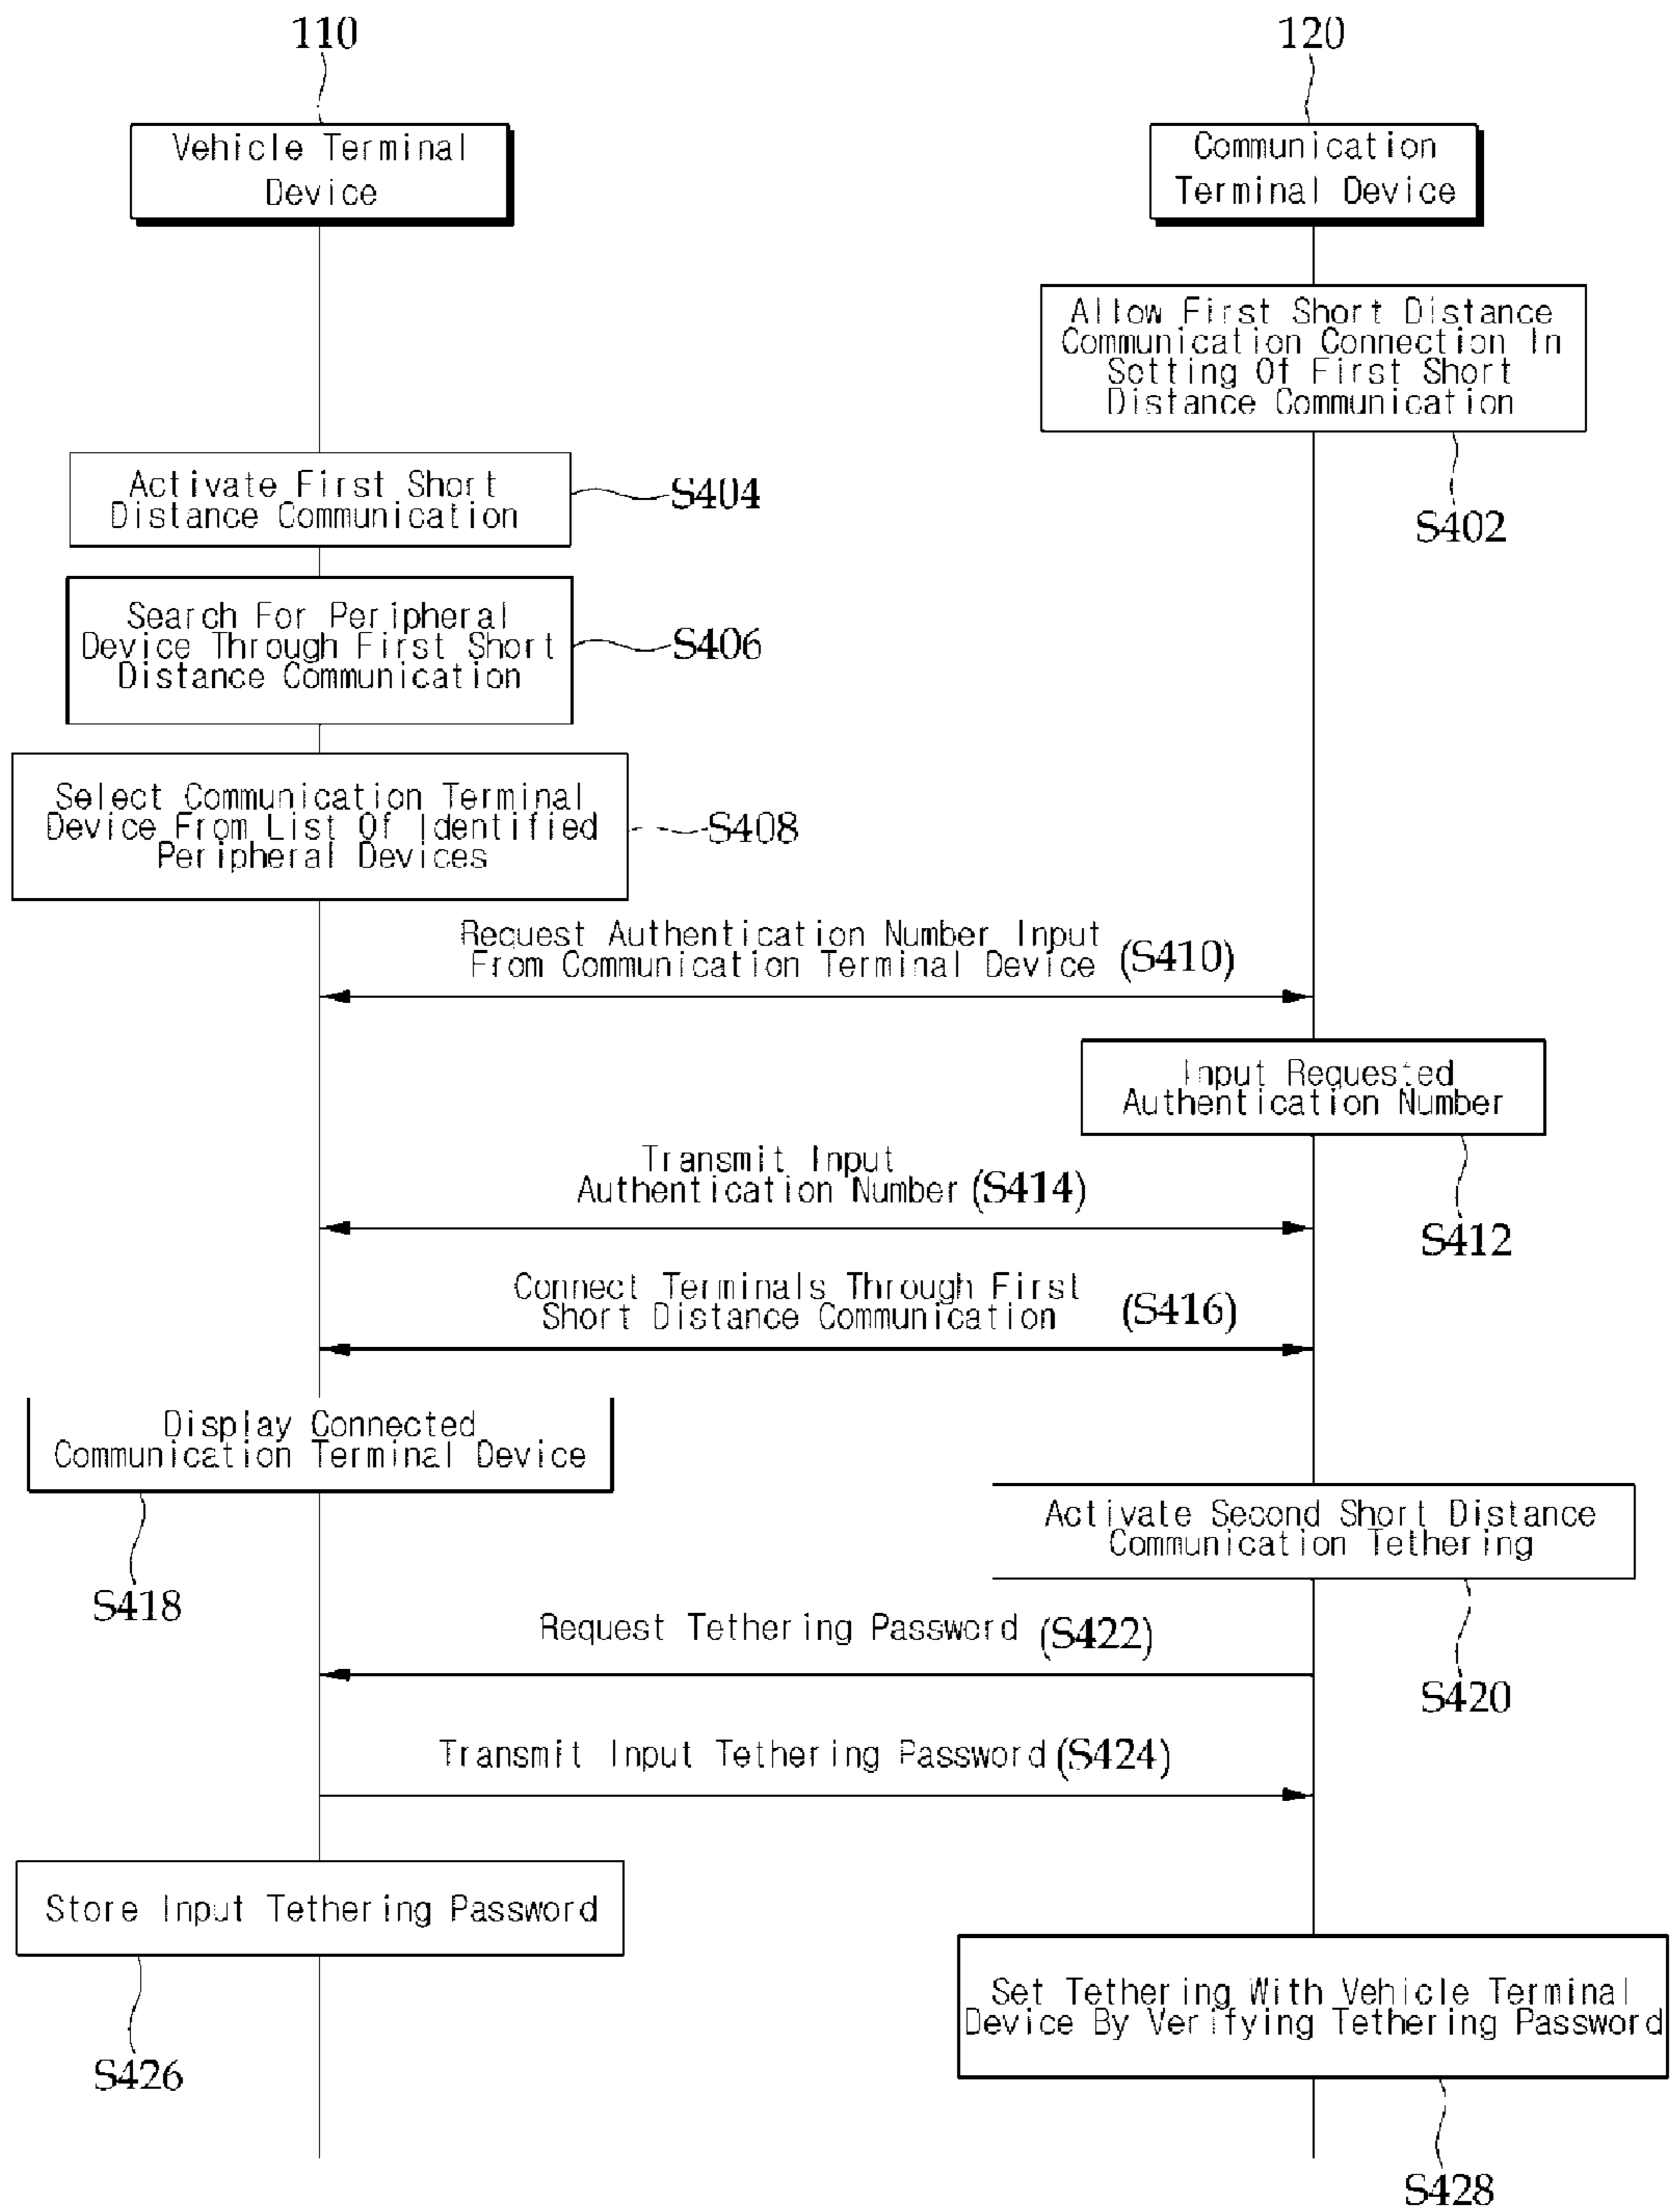 110
120
Vehicle Terminal
Device
Communication
Terminal Device
Allow First Short Distance
Communication Connection In
Setting Of First Short
Distance Communication
S402
Activate First Short
Distance Communication
S404
Search For Peripheral
Device Through First Short
Distance Communication
S406
Select Communication Terminal
Device From List Of Identified
Peripheral Devices
S408
Request Authentication Number Input
From Communication Terminal Device (S410)
Input Requested
Authentication Number
S412
Transmit Input
Authentication Number (S414)
Connect Terminals Through First
Short Distance Communication (S416)
Display Connected
Communication Terminal Device
S418
Activate Second Short Distance
Communication Tethering
S420
Request Tethering Password (S422)
Transmit Input Tethering Password (S424)
Store Input Tethering Password
S426
Set Tethering With Vehicle Terminal
Device By Verifying Tethering Password
S428